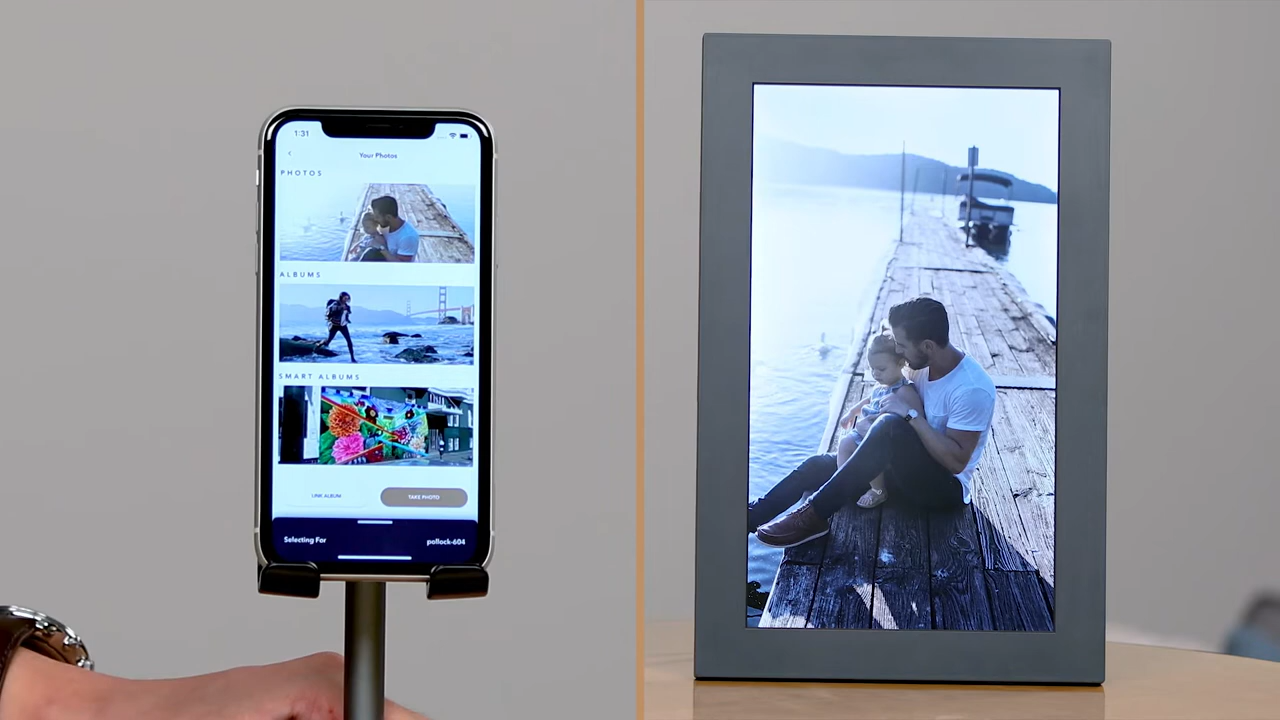 1:31
Your Photos
PHOTOS
ALBUMS
SMART ALBUMS
LINK ALBUM
TAKE PHOTO
Selecting For
pollock-604